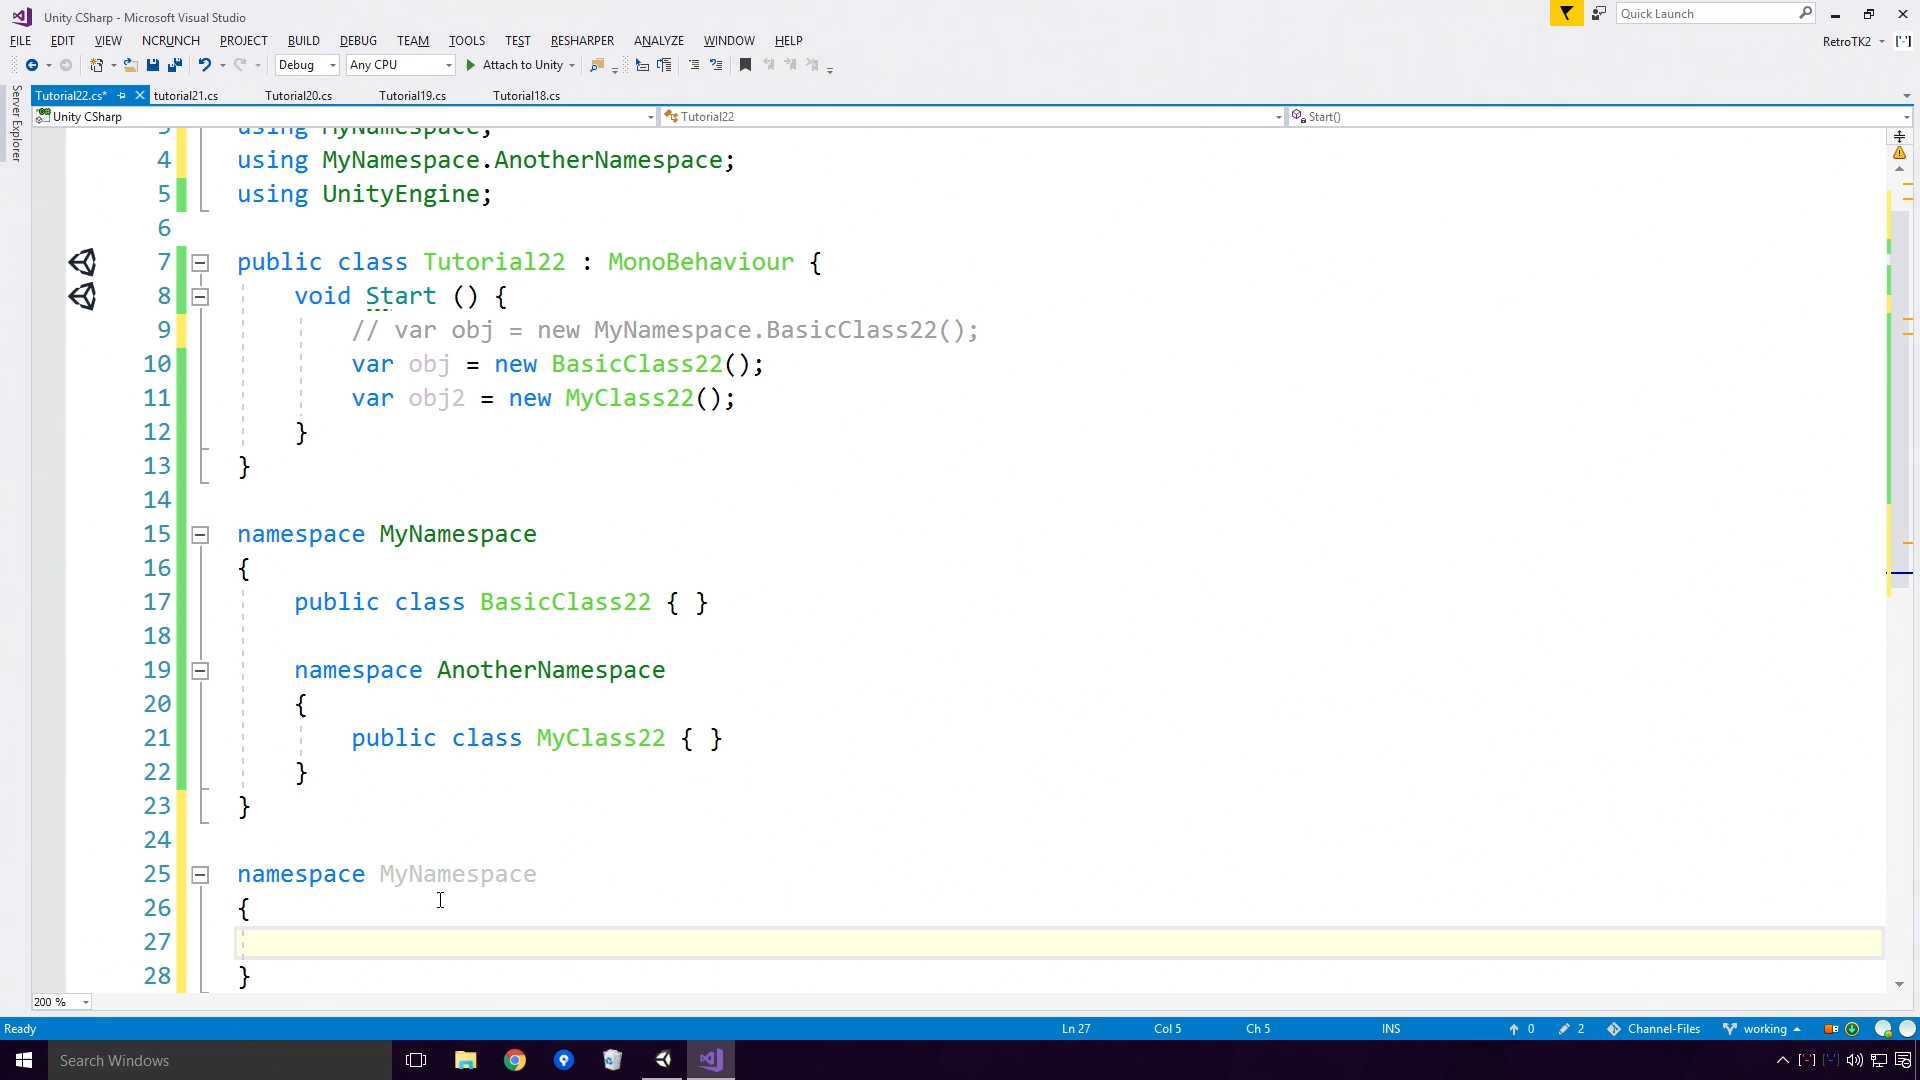 Unity CSharp - Microsoft Visual Studio
Quick Launch
FILE EDIT VIEW NCRUNCH PROJECT BUILD DEBUG TEAM TOOLS TEST RESHARPER ANALYZE WINDOW HELP
RetroTK2
Debug Any CPU Attach to Unity
Server Explorer
Tutorial22.cs* tutorial21.cs Tutorial20.cs Tutorial19.cs Tutorial18.cs
Unity CSharp Tutorial22 Start()
3 using MyNamespace;
4 using MyNamespace.AnotherNamespace;
5 using UnityEngine;
6
7 public class Tutorial22 : MonoBehaviour {
8 void Start () {
9 // var obj = new MyNamespace.BasicClass22();
10 var obj = new BasicClass22();
11 var obj2 = new MyClass22();
12 }
13 }
14
15 namespace MyNamespace
16 {
17 public class BasicClass22 { }
18
19 namespace AnotherNamespace
20 {
21 public class MyClass22 { }
22 }
23 }
24
25 namespace MyNamespace
26 {
27
28 }
200 %
Ready Ln 27 Col 5 Ch 5 INS 0 2 Channel-Files working
Search Windows